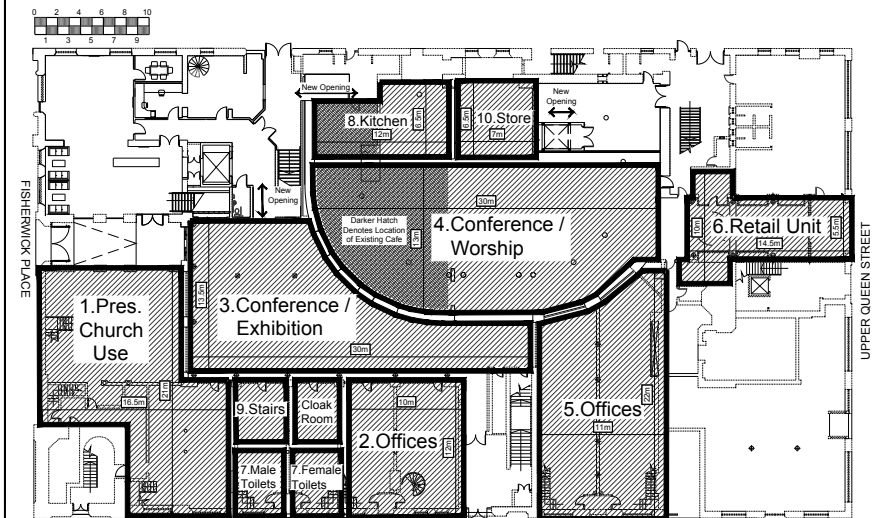 0 2 4 6 8 10
1 3 5 7 9
New Opening
8.Kitchen
12m
6.5m
10.Store
7m
6.5m
New
Opening
New
Opening
FISHERWICK PLACE
Darker Hatch
Denotes Location
of Existing Cafe
30m
13m
4.Conference /
Worship
10m
6.Retail Unit
14.5m
5.5m
UPPER QUEEN STREET
1.Pres.
Church
Use
16.5m
21m
13.5m
3.Conference /
Exhibition
30m
9.Stairs
Cloak
Room
7.Male
Toilets
7.Female
Toilets
10m
2.Offices
12m
5.Offices
11m
22m